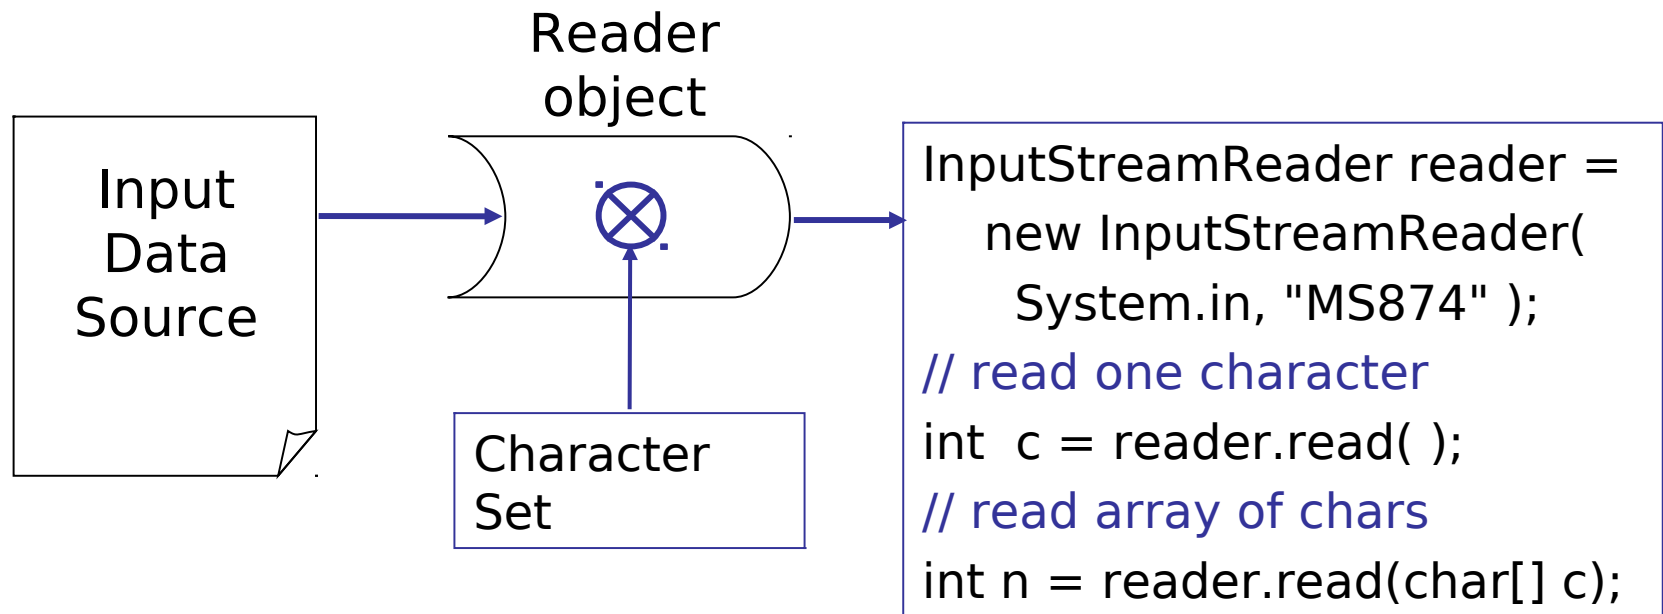 Reader
object
Input
Data
Source
Character
Set
InputStreamReader reader =
new InputStreamReader(
System.in, "MS874" );
// read one character
int  c = reader.read( );
// read array of chars
int n = reader.read(char[] c);